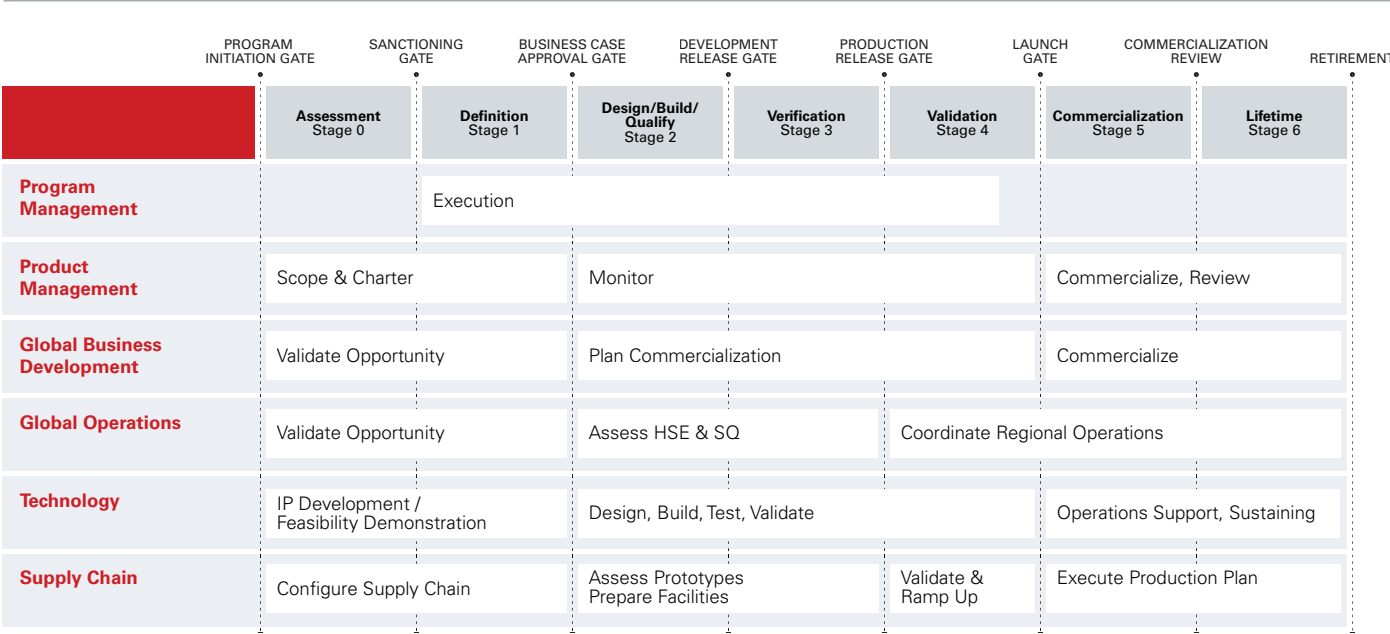 PROGRAM
INITIATION GATE
SANCTIONING
GATE
BUSINESS CASE
APPROVAL GATE
DEVELOPMENT
RELEASE GATE
PRODUCTION
RELEASE GATE
LAUNCH
GATE
COMMERCIALIZATION
REVIEW
RETIREMENT
Assessment
Stage 0
Definition
Stage 1
Design/Build/
Qualify
Stage 2
Verification
Stage 3
Validation
Stage 4
Commercialization
Stage 5
Lifetime
Stage 6
Program
Management
Execution
Product
Management
Scope & Charter
Monitor
Commercialize, Review
Global Business
Development
Validate Opportunity
Plan Commercialization
Commercialize
Global Operations
Validate Opportunity
Assess HSE & SQ
Coordinate Regional Operations
Technology
IP Development /
Feasibility Demonstration
Design, Build, Test, Validate
Operations Support, Sustaining
Supply Chain
Configure Supply Chain
Assess Prototypes
Prepare Facilities
Validate &
Ramp Up
Execute Production Plan